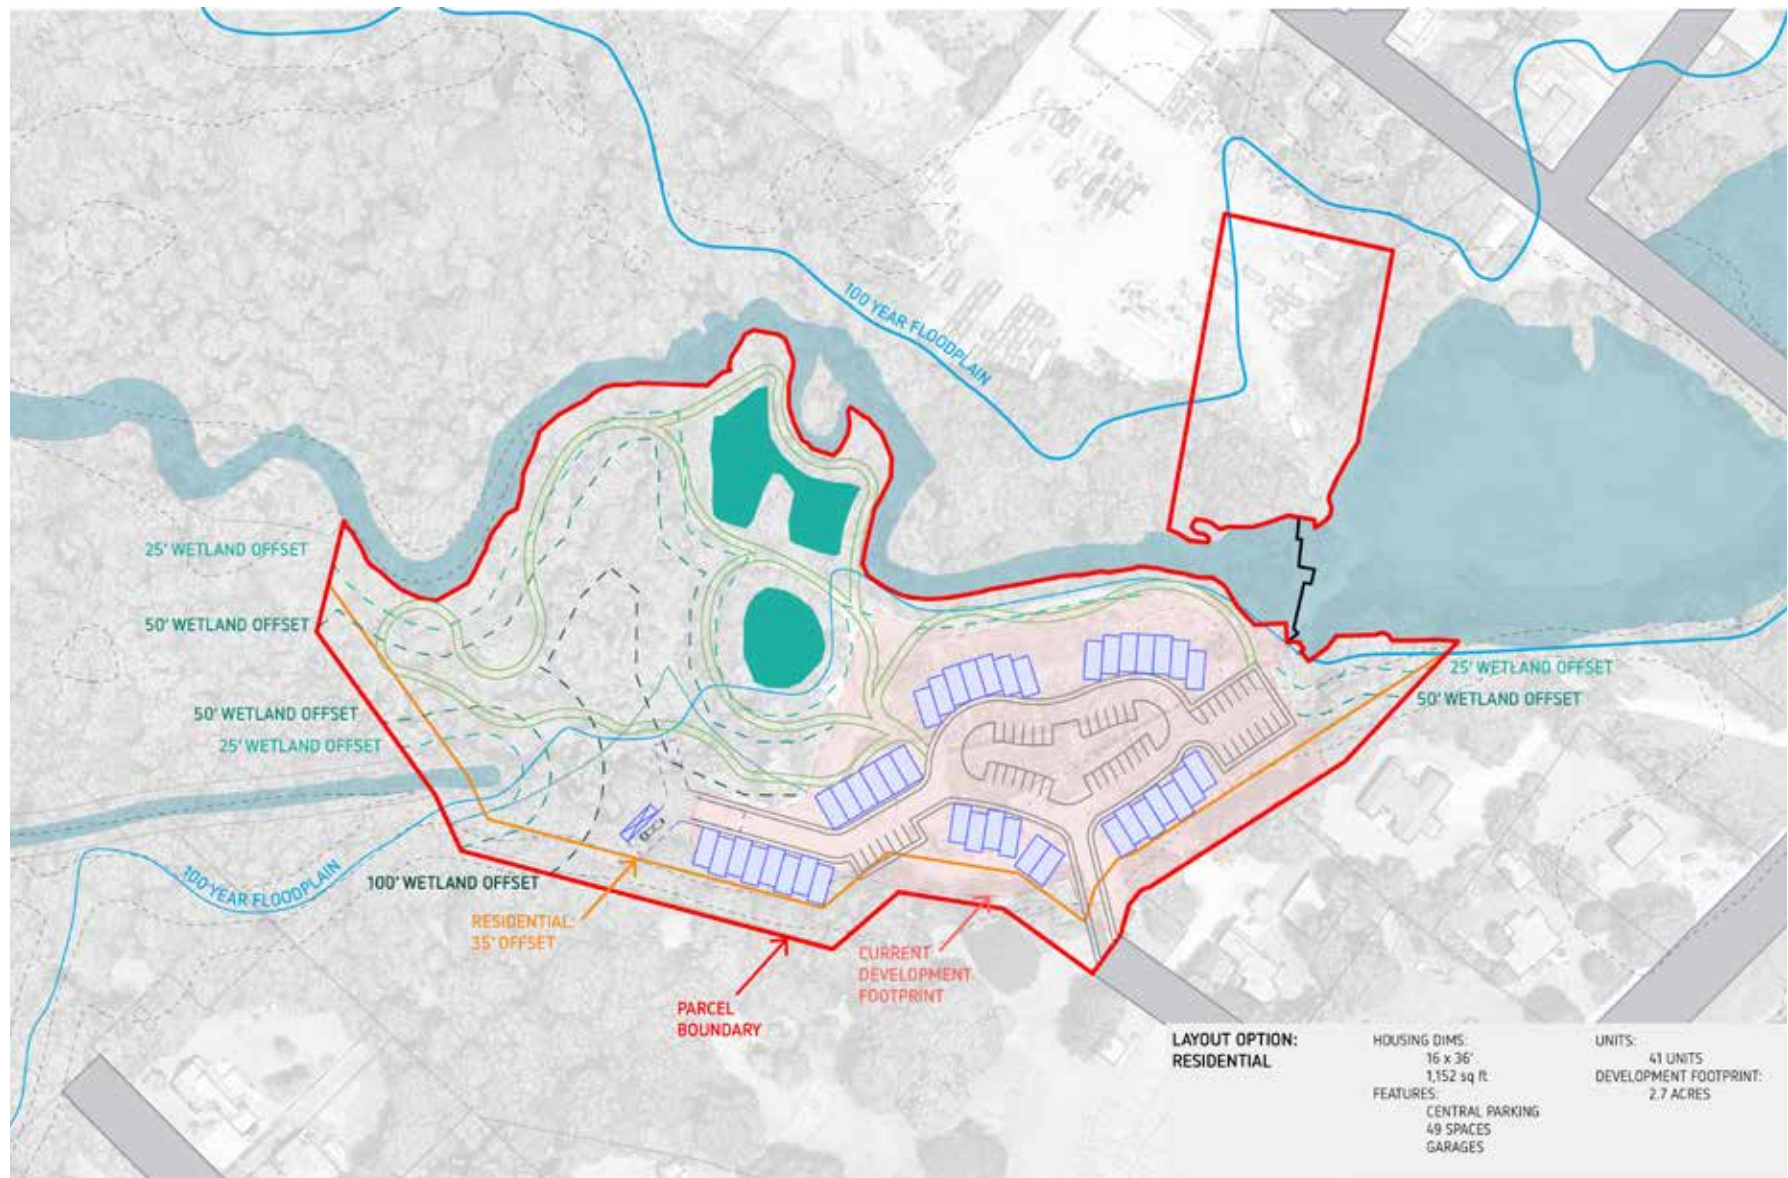 100 YEAR FLOODPLAIN
25' WETLAND OFFSET
50' WETLAND OFFSET
50' WETLAND OFFSET
25' WETLAND OFFSET
25' WETLAND OFFSET
50' WETLAND OFFSET
100 YEAR FLOODPLAIN
100' WETLAND OFFSET
RESIDENTIAL:
35' OFFSET
CURRENT
DEVELOPMENT
FOOTPRINT
PARCEL
BOUNDARY
LAYOUT OPTION:
RESIDENTIAL
HOUSING DIMS:
16 x 36'
1,152 sq ft
FEATURES:
CENTRAL PARKING
49 SPACES
GARAGES
UNITS:
41 UNITS
DEVELOPMENT FOOTPRINT:
2.7 ACRES